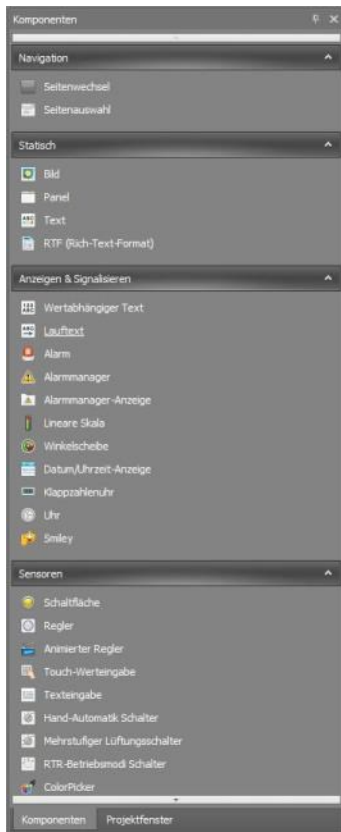 Komponenten
Navigation
Seitenwechsel
Seitenauswahl
Statisch
Bild
Panel
Text
RTF (Rich-Text-Format)
Anzeigen & Signalisieren
Wertabhängiger Text
Lauftext
Alarm
Alarmmanager
Alarmmanager-Anzeige
Lineare Skala
Winkelscheibe
Datum/Uhrzeit-Anzeige
Klappzahlenuhr
Uhr
Smiley
Sensoren
Schaltfläche
Regler
Animierter Regler
Touch-Werteingabe
Texteingabe
Hand-Automatik Schalter
Mehrstufiger Lüftungsschalter
RTR-Betriebsmodi Schalter
ColorPicker
Komponenten Projektfenster